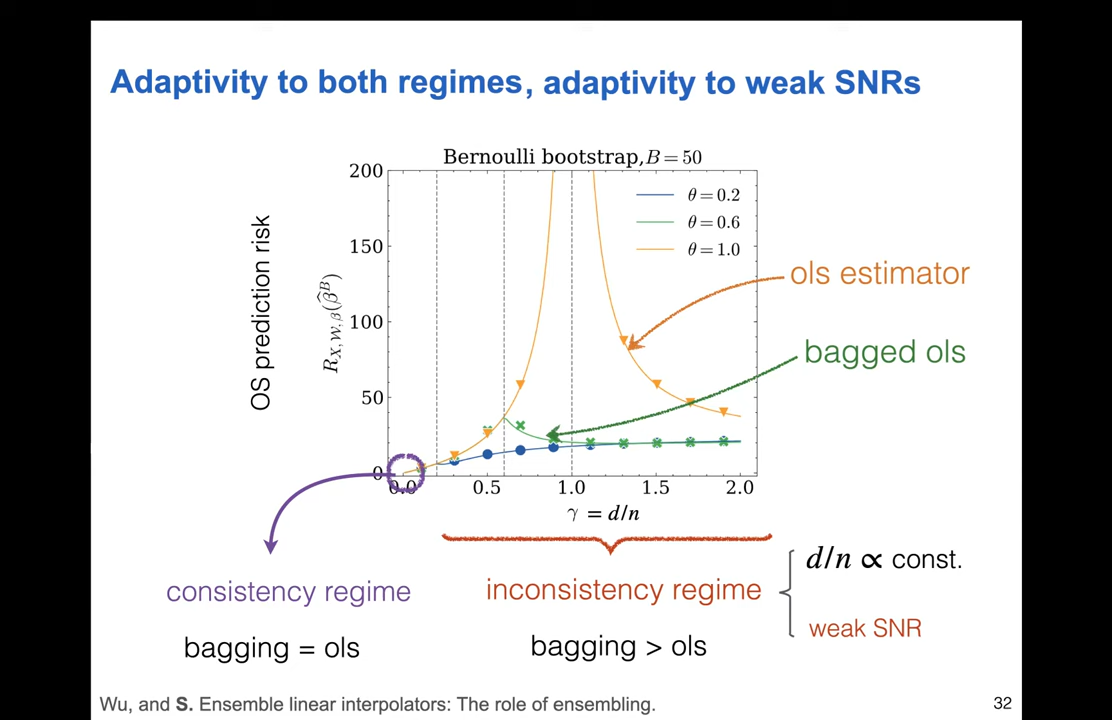 Adaptivity to both regimes, adaptivity to weak SNRs
Bernoulli bootstrap, B = 50
200
150
100
50
0
0.0 0.5 1.0 1.5 2.0
γ = d/n
OS prediction risk
R_{X,W,β}(β̂^B)
θ = 0.2
θ = 0.6
θ = 1.0
ols estimator
bagged ols
consistency regime
bagging = ols
inconsistency regime
bagging > ols
d/n ∝ const.
weak SNR
Wu, and S. Ensemble linear interpolators: The role of ensembling.
32